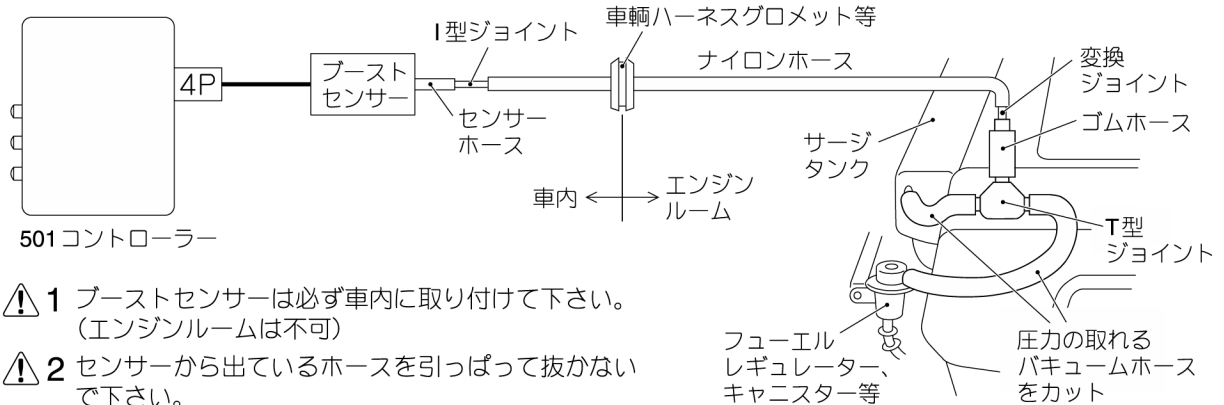 車輌ハーネスグロメット等
I型ジョイント
ナイロンホース
変換
ジョイント
4P
ブースト
センサー
ゴムホース
センサー
ホース
サージ
タンク
車内
エンジン
ルーム
T型
ジョイント
501コントローラー
⚠1 ブーストセンサーは必ず車内に取り付けて下さい。
(エンジンルームは不可)
⚠2 センサーから出ているホースを引っぱって抜かない
で下さい。
フューエル
レギュレーター、
キャニスター等
圧力の取れる
バキュームホース
をカット